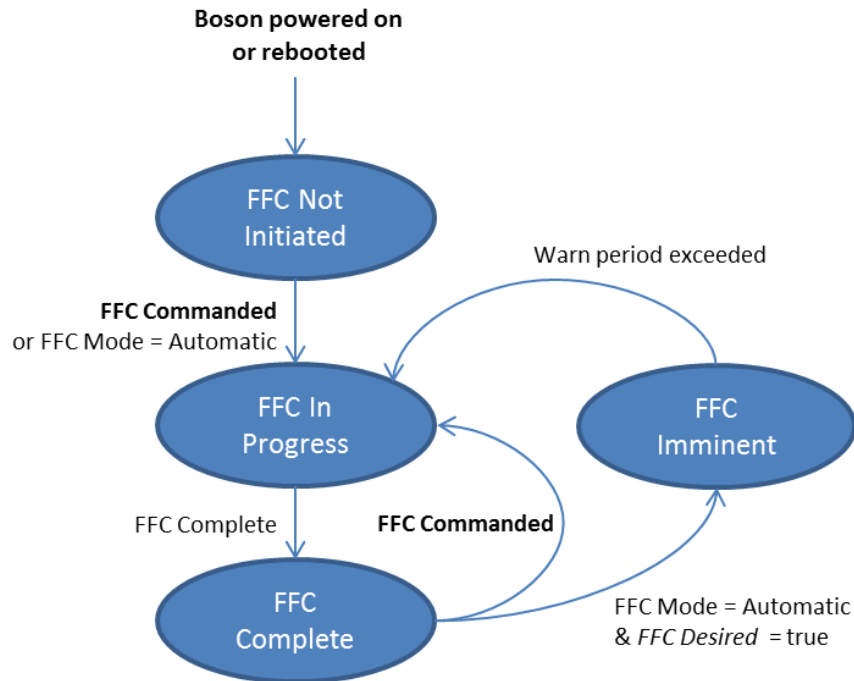 Boson powered on
or rebooted
FFC Not
Initiated
Warn period exceeded
FFC Commanded
or FFC Mode = Automatic
FFC In
Progress
FFC
Imminent
FFC Complete
FFC Commanded
FFC
Complete
FFC Mode = Automatic
& FFC Desired = true